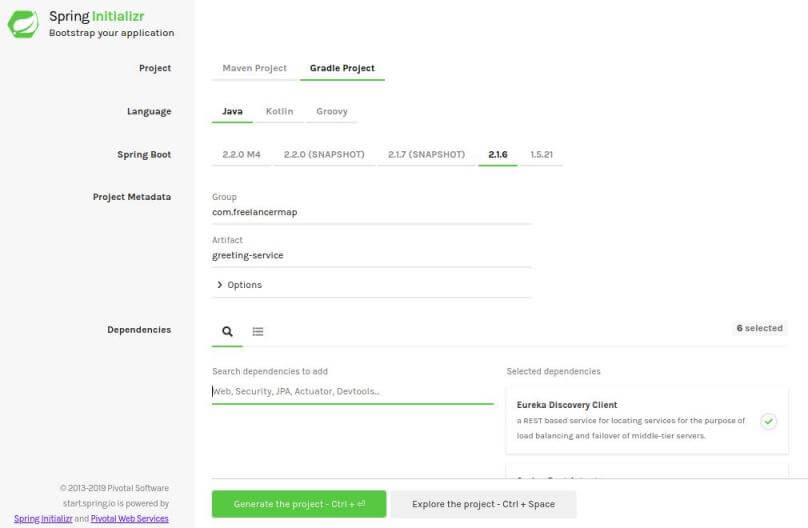 Spring Initializr
Bootstrap your application
Project
Maven Project
Gradle Project
Language
Java
Kotlin
Groovy
Spring Boot
2.2.0 M4
2.2.0 (SNAPSHOT)
2.1.7 (SNAPSHOT)
2.1.6
1.5.21
Project Metadata
Group
com.freelancermap
Artifact
greeting-service
Options
Dependencies
6 selected
Search dependencies to add
Web, Security, JPA, Actuator, Devtools...
Selected dependencies
Eureka Discovery Client
a REST based service for locating services for the purpose of
load balancing and failover of middle-tier servers.
© 2013-2019 Pivotal Software
start.spring.io is powered by
Spring Initializr and Pivotal Web Services
Generate the project - Ctrl + ⏎
Explore the project - Ctrl + Space